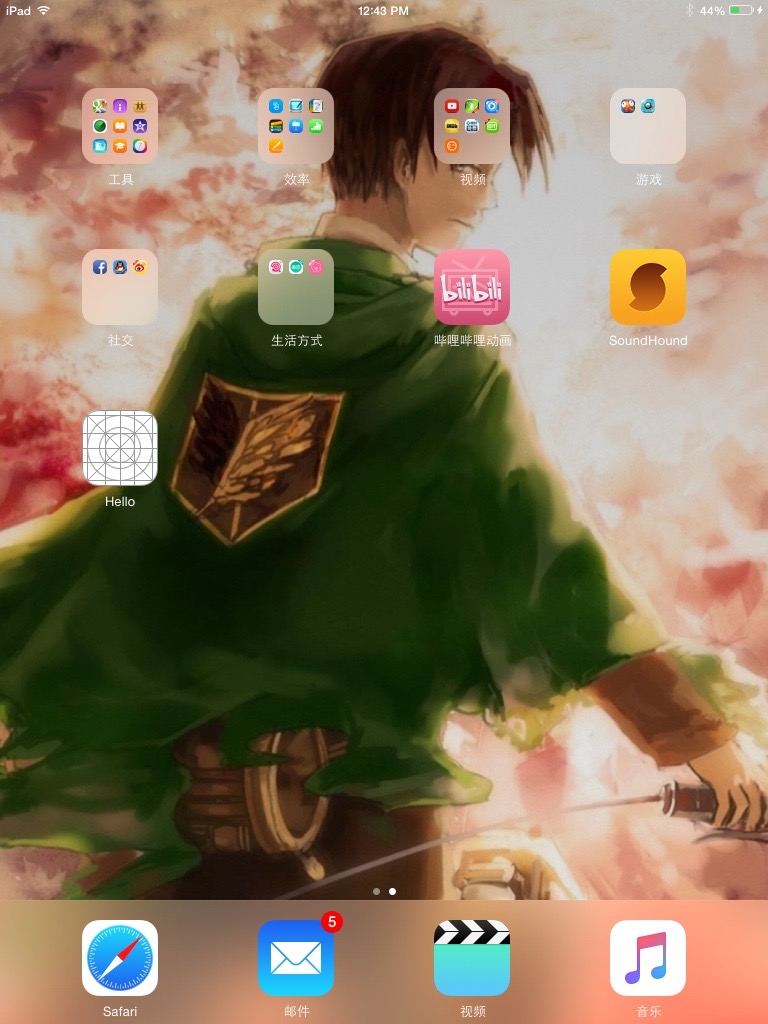 iPad
12:43 PM
44%
工具
效率
视频
游戏
社交
生活方式
bilibili
哔哩哔哩动画
SoundHound
Hello
5
Safari
邮件
视频
音乐